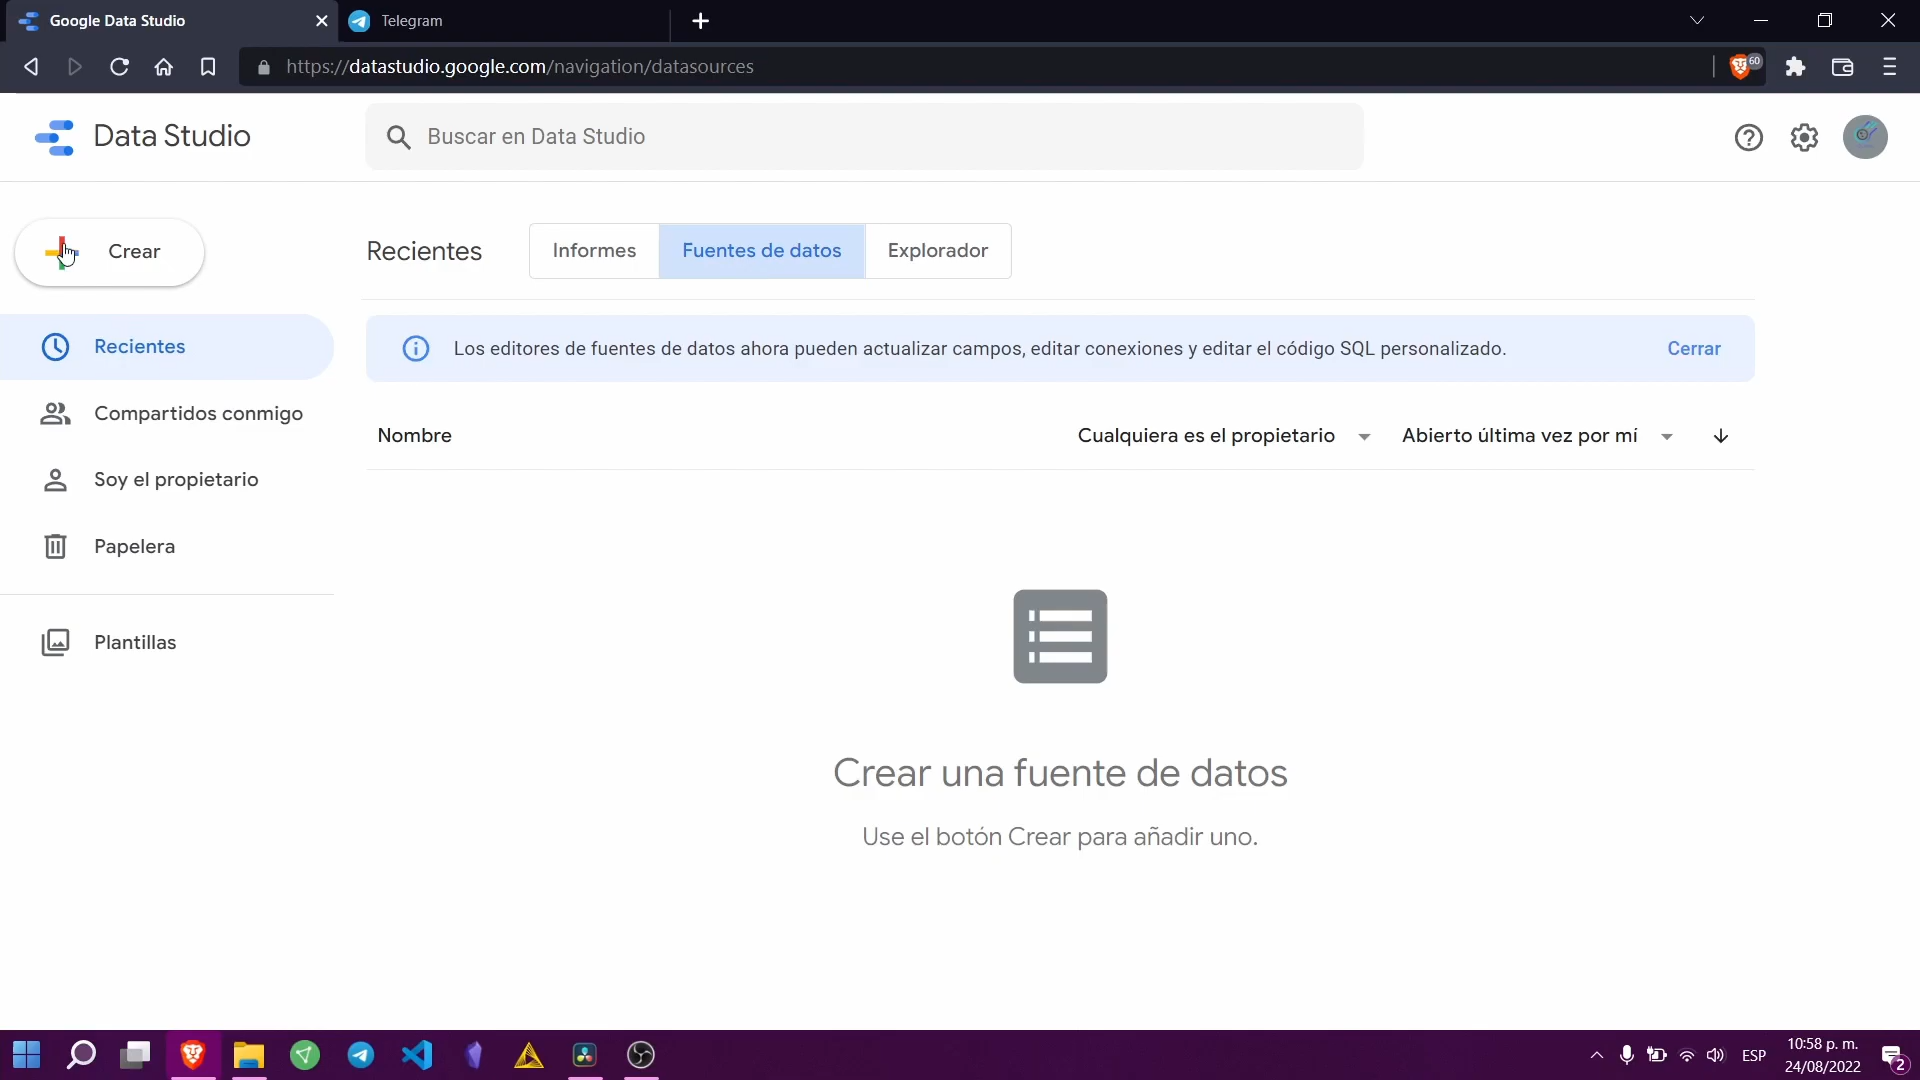 Google Data Studio
Telegram
https://datastudio.google.com/navigation/datasources
60
Data Studio
Buscar en Data Studio
Crear
Recientes
Informes
Fuentes de datos
Explorador
Recientes
Los editores de fuentes de datos ahora pueden actualizar campos, editar conexiones y editar el código SQL personalizado.
Cerrar
Compartidos conmigo
Nombre
Cualquiera es el propietario
Abierto última vez por mí
Soy el propietario
Papelera
Plantillas
Crear una fuente de datos
Use el botón Crear para añadir uno.
ESP
10:58 p. m.
24/08/2022
2